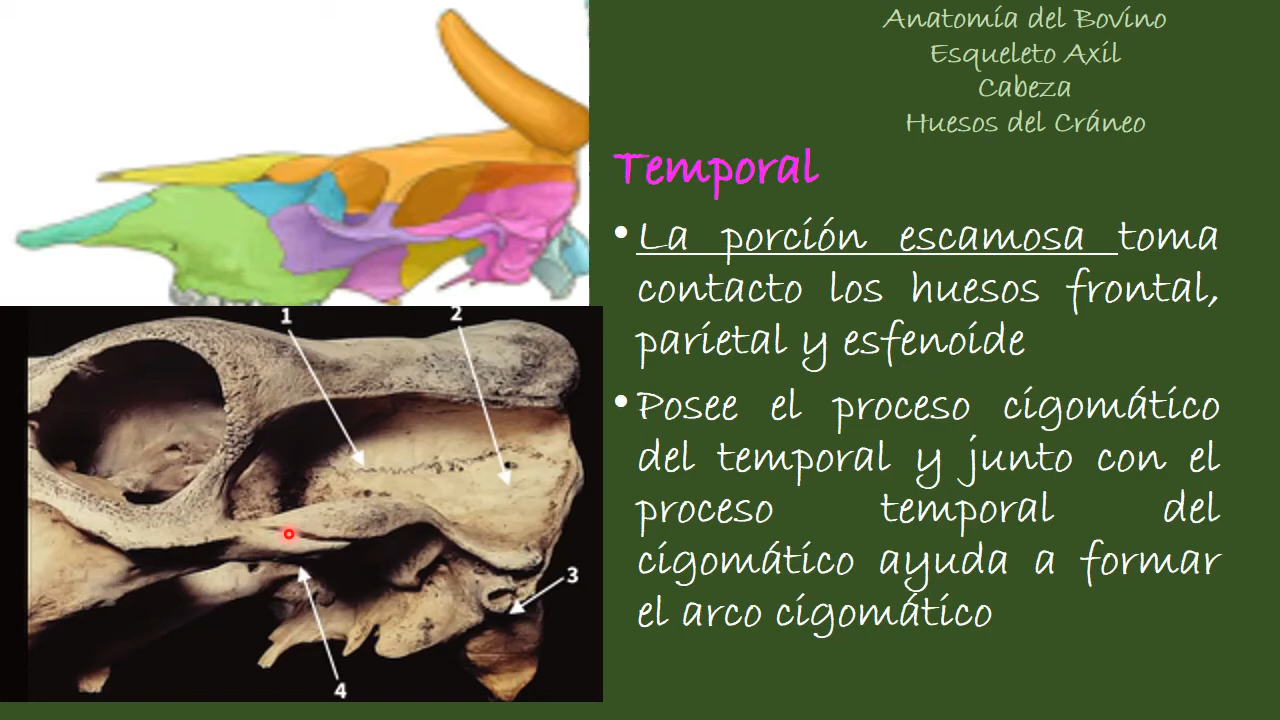 Anatomía del Bovino
Esqueleto Axil
Cabeza
Huesos del Cráneo
Temporal
• La porción escamosa toma
contacto los huesos frontal,
parietal y esfenoide
• Posee el proceso cigomático
del temporal y junto con el
proceso temporal del
cigomático ayuda a formar
el arco cigomático
1
2
3
4